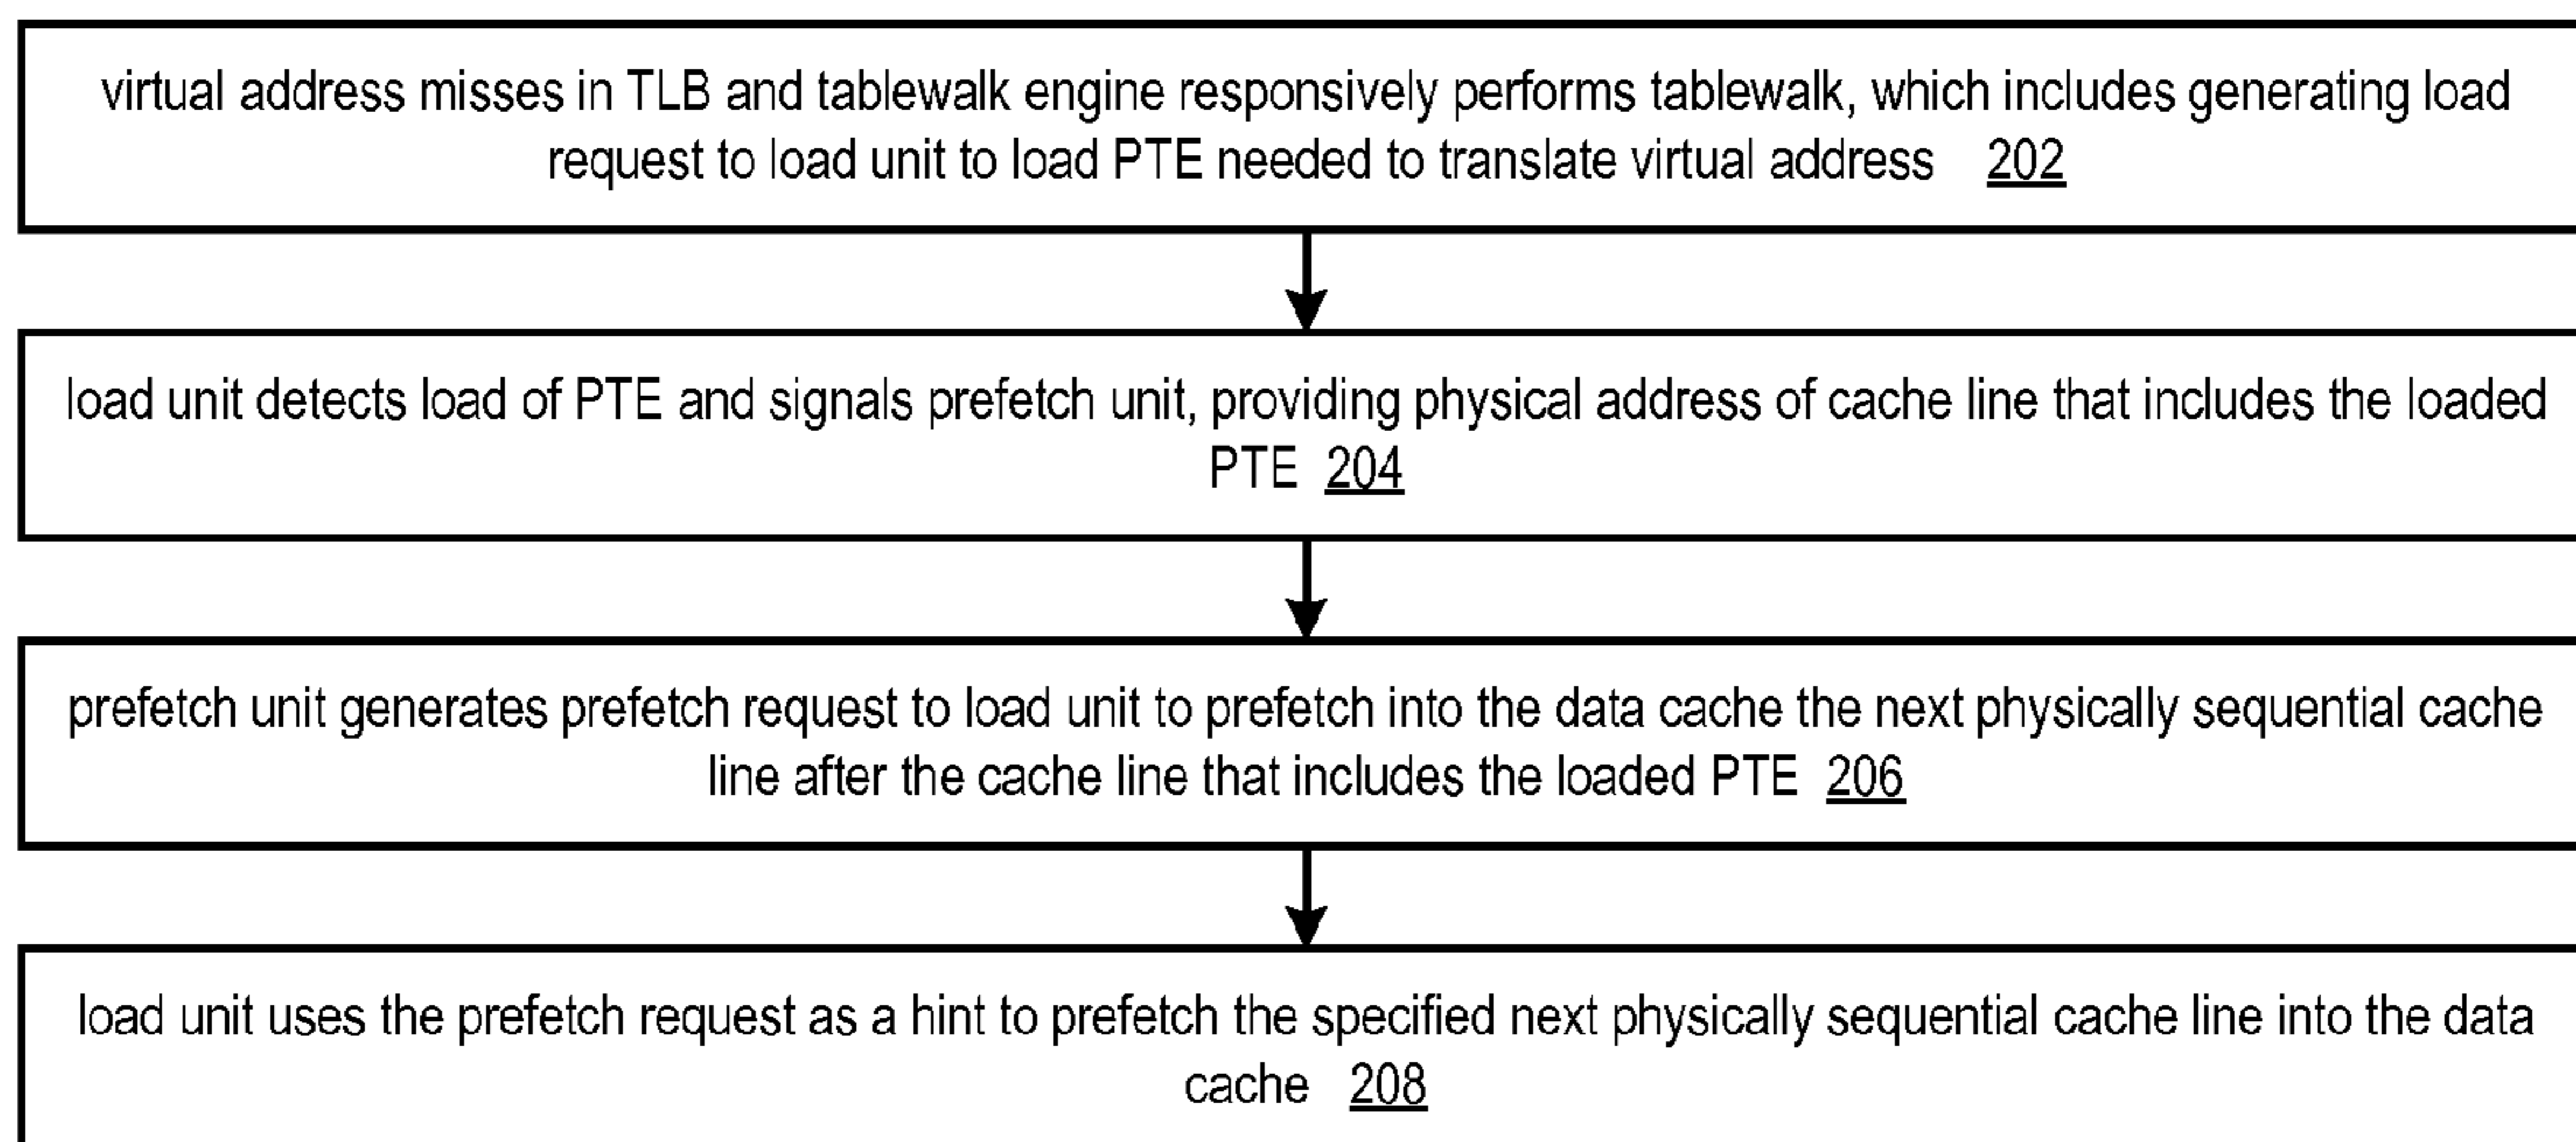 virtual address misses in TLB and tablewalk engine responsively performs tablewalk, which includes generating load
request to load unit to load PTE needed to translate virtual address 202
load unit detects load of PTE and signals prefetch unit, providing physical address of cache line that includes the loaded
PTE 204
prefetch unit generates prefetch request to load unit to prefetch into the data cache the next physically sequential cache
line after the cache line that includes the loaded PTE 206
load unit uses the prefetch request as a hint to prefetch the specified next physically sequential cache line into the data
cache 208